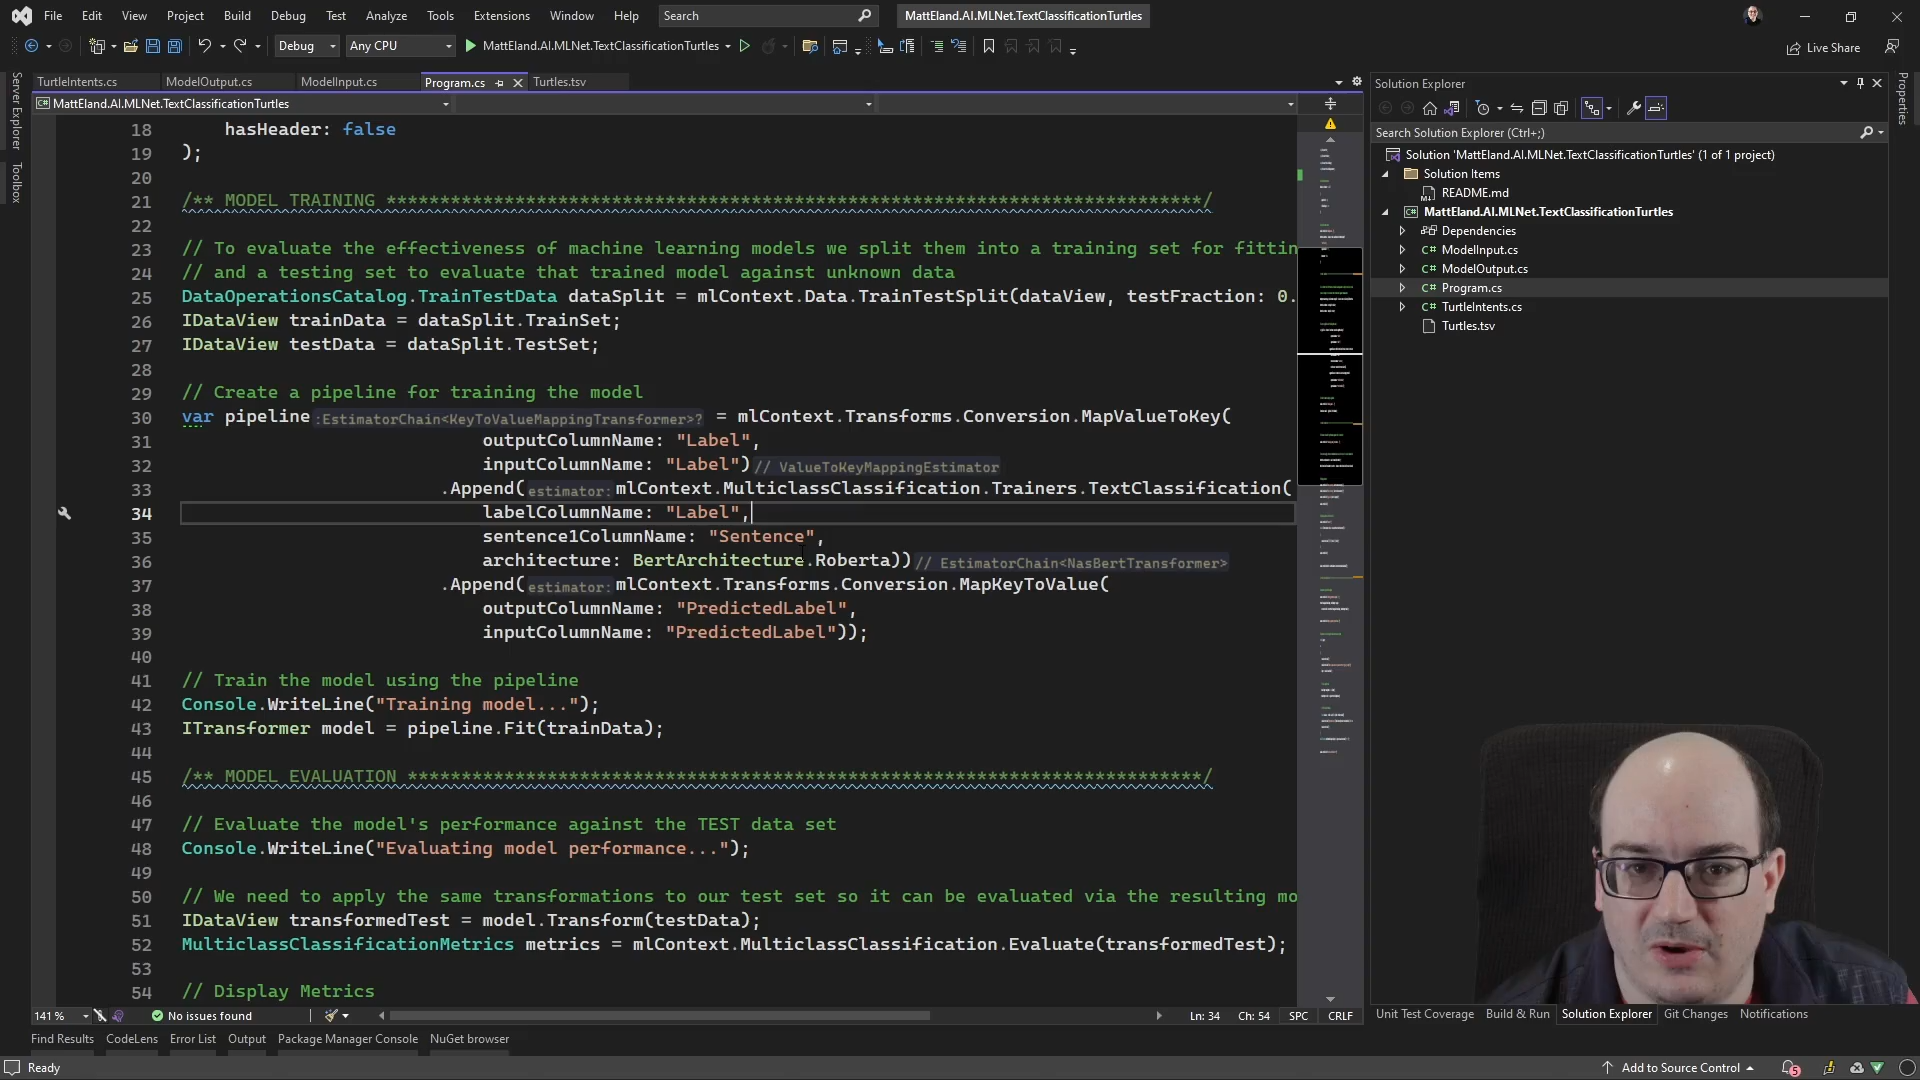 File Edit View Project Build Debug Test Analyze Tools Extensions Window Help Search MattEland.AI.MLNet.TextClassificationTurtles
Debug Any CPU MattEland.AI.MLNet.TextClassificationTurtles Live Share
TurtleIntents.cs ModelOutput.cs ModelInput.cs Program.cs Turtles.tsv
MattEland.AI.MLNet.TextClassificationTurtles
Server Explorer
Toolbox
18 hasHeader: false
19 );
20
21 /** MODEL TRAINING ****************************************************************************/
22
23 // To evaluate the effectiveness of machine learning models we split them into a training set for fittin
24 // and a testing set to evaluate that trained model against unknown data
25 DataOperationsCatalog.TrainTestData dataSplit = mlContext.Data.TrainTestSplit(dataView, testFraction: 0.
26 IDataView trainData = dataSplit.TrainSet;
27 IDataView testData = dataSplit.TestSet;
28
29 // Create a pipeline for training the model
30 var pipeline :EstimatorChain<KeyToValueMappingTransformer>? = mlContext.Transforms.Conversion.MapValueToKey(
31 outputColumnName: "Label",
32 inputColumnName: "Label") // ValueToKeyMappingEstimator
33 .Append( estimator: mlContext.MulticlassClassification.Trainers.TextClassification(
34 labelColumnName: "Label",
35 sentence1ColumnName: "Sentence",
36 architecture: BertArchitecture.Roberta)) // EstimatorChain<NasBertTransformer>
37 .Append( estimator: mlContext.Transforms.Conversion.MapKeyToValue(
38 outputColumnName: "PredictedLabel",
39 inputColumnName: "PredictedLabel"));
40
41 // Train the model using the pipeline
42 Console.WriteLine("Training model...");
43 ITransformer model = pipeline.Fit(trainData);
44
45 /** MODEL EVALUATION **************************************************************************/
46
47 // Evaluate the model's performance against the TEST data set
48 Console.WriteLine("Evaluating model performance...");
49
50 // We need to apply the same transformations to our test set so it can be evaluated via the resulting mo
51 IDataView transformedTest = model.Transform(testData);
52 MulticlassClassificationMetrics metrics = mlContext.MulticlassClassification.Evaluate(transformedTest);
53
54 // Display Metrics
141 % No issues found Ln: 34 Ch: 54 SPC CRLF
Find Results CodeLens Error List Output Package Manager Console NuGet browser
Ready
Solution Explorer
Search Solution Explorer (Ctrl+;)
Solution 'MattEland.AI.MLNet.TextClassificationTurtles' (1 of 1 project)
Solution Items
README.md
MattEland.AI.MLNet.TextClassificationTurtles
Dependencies
C# ModelInput.cs
C# ModelOutput.cs
C# Program.cs
C# TurtleIntents.cs
Turtles.tsv
Properties
Unit Test Coverage Build & Run Solution Explorer Git Changes Notifications
Add to Source Control 5